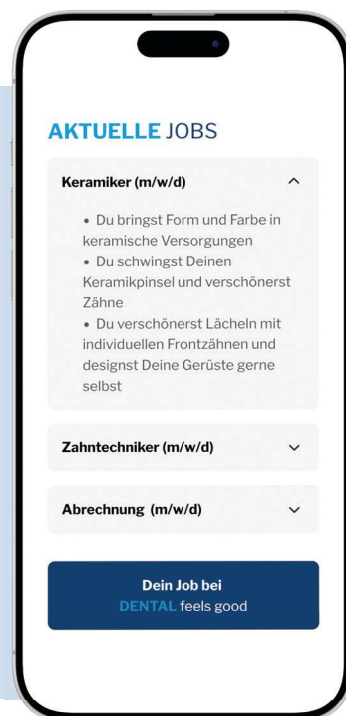 AKTUELLE JOBS
Keramiker (m/w/d)
• Du bringst Form und Farbe in
keramische Versorgungen
• Du schwingst Deinen
Keramikpinsel und verschönerst
Zähne
• Du verschönerst Lächeln mit
individuellen Frontzähnen und
designst Deine Gerüste gerne
selbst
Zahntechniker (m/w/d)
Abrechnung (m/w/d)
Dein Job bei
DENTAL feels good